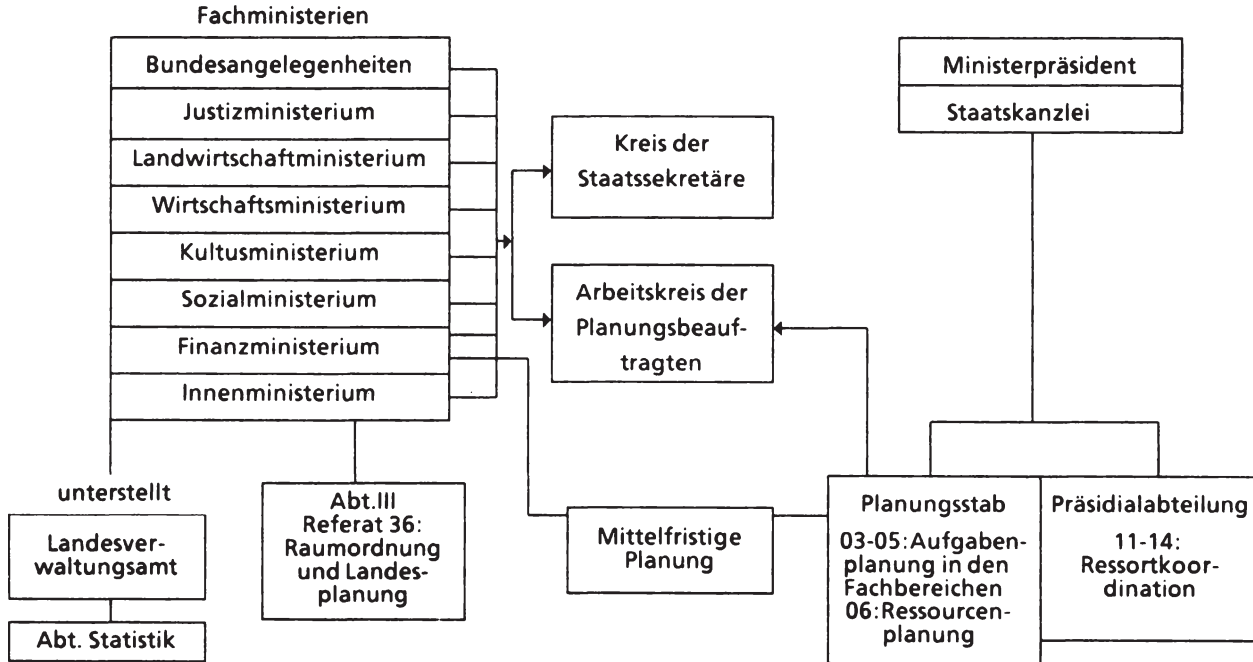 Fachministerien
Bundesangelegenheiten
Justizministerium
Landwirtschaftministerium
Wirtschaftsministerium
Kultusministerium
Sozialministerium
Finanzministerium
Innenministerium
Ministerpräsident
Staatskanzlei
Kreis der
Staatssekretäre
Arbeitskreis der
Planungsbeauf-
tragten
unterstellt
Landesver-
waltungsamt
Abt. Statistik
Abt.III
Referat 36:
Raumordnung
und Landes-
planung
Mittelfristige
Planung
Planungsstab
03-05:Aufgaben-
planung in den
Fachbereichen
06:Ressourcen-
planung
Präsidialabteilung
11-14:
Ressortkoor-
dination